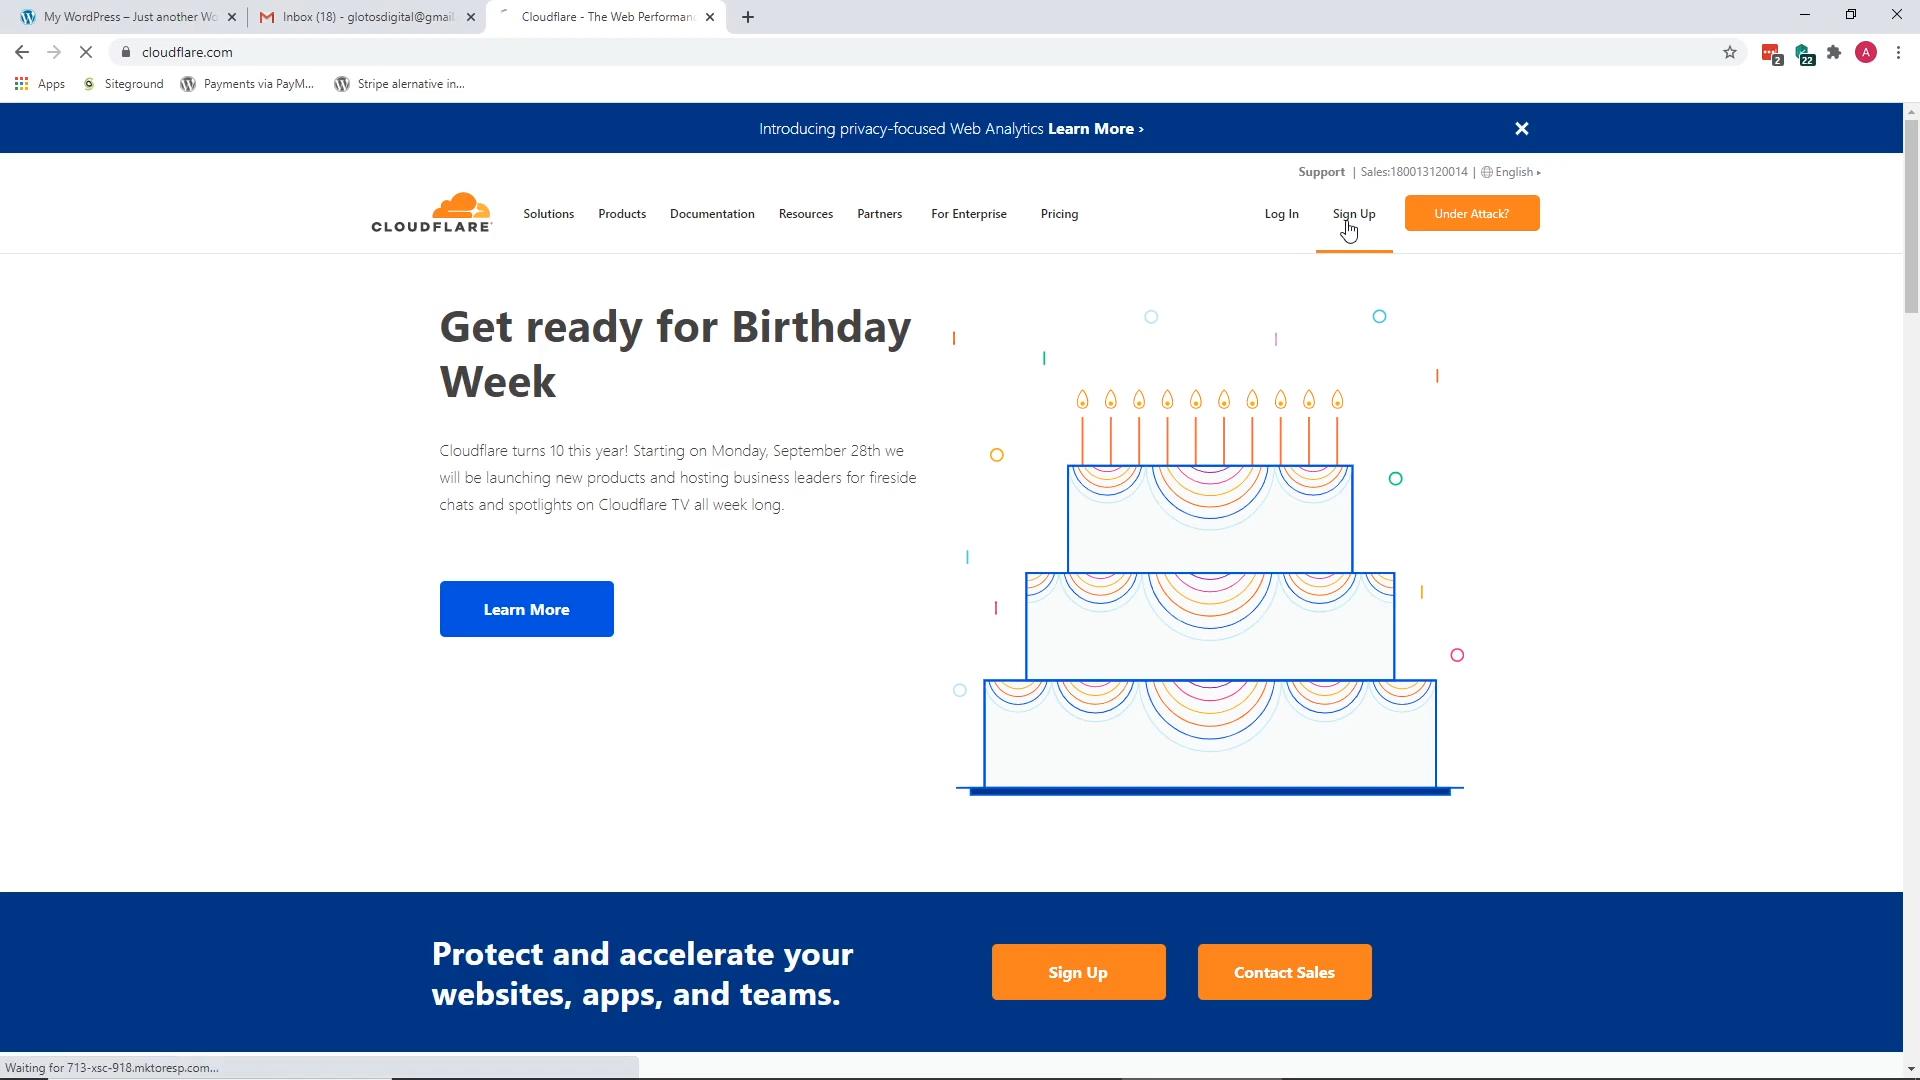 My WordPress – Just another Wo
Inbox (18) - glotosdigital@gmail
Cloudflare - The Web Performan
cloudflare.com
2
22
A
Apps
Siteground
Payments via PayM...
Stripe alernative in...
Introducing privacy-focused Web Analytics Learn More ›
Support | Sales:180013120014 | English ▸
CLOUDFLARE
Solutions
Products
Documentation
Resources
Partners
For Enterprise
Pricing
Log In
Sign Up
Under Attack?
Get ready for Birthday
Week
Cloudflare turns 10 this year! Starting on Monday, September 28th we
will be launching new products and hosting business leaders for fireside
chats and spotlights on Cloudflare TV all week long.
Learn More
Protect and accelerate your
websites, apps, and teams.
Sign Up
Contact Sales
Waiting for 713-xsc-918.mktoresp.com...